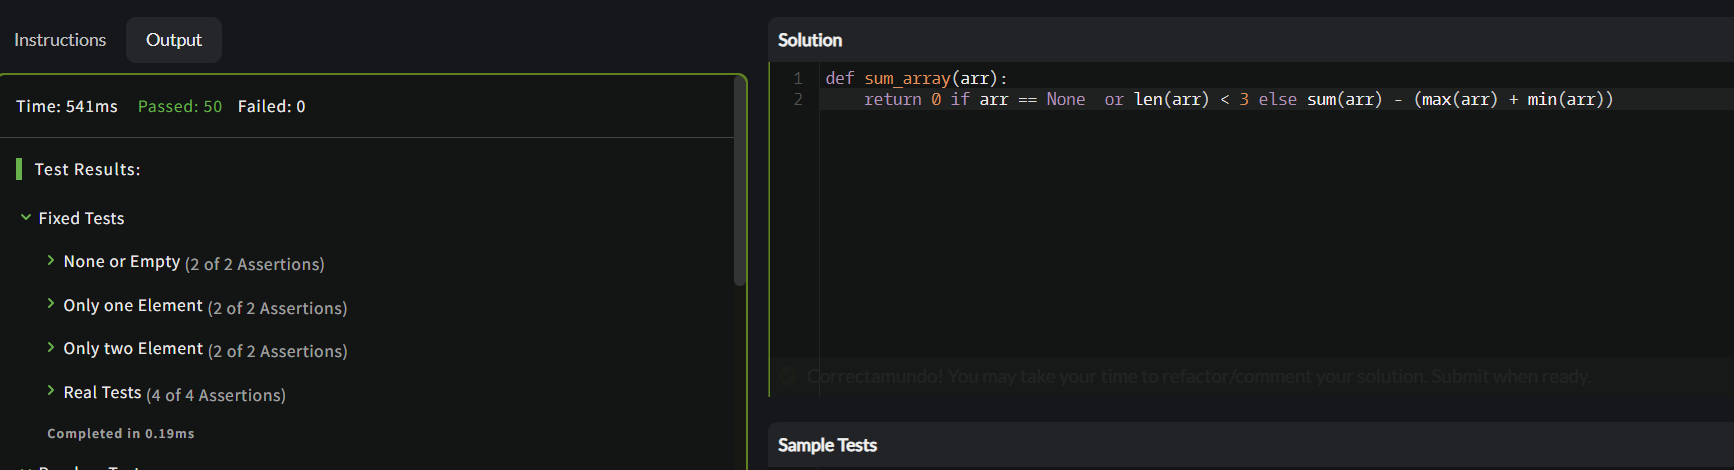 Instructions
Output
Time: 541ms Passed: 50 Failed: 0
Test Results:
Fixed Tests
None or Empty (2 of 2 Assertions)
Only one Element (2 of 2 Assertions)
Only two Element (2 of 2 Assertions)
Real Tests (4 of 4 Assertions)
Completed in 0.19ms
Solution
1 def sum_array(arr):
2 return 0 if arr == None  or len(arr) < 3 else sum(arr) - (max(arr) + min(arr))
Correctamundo! You may take your time to refactor/comment your solution. Submit when ready.
Sample Tests